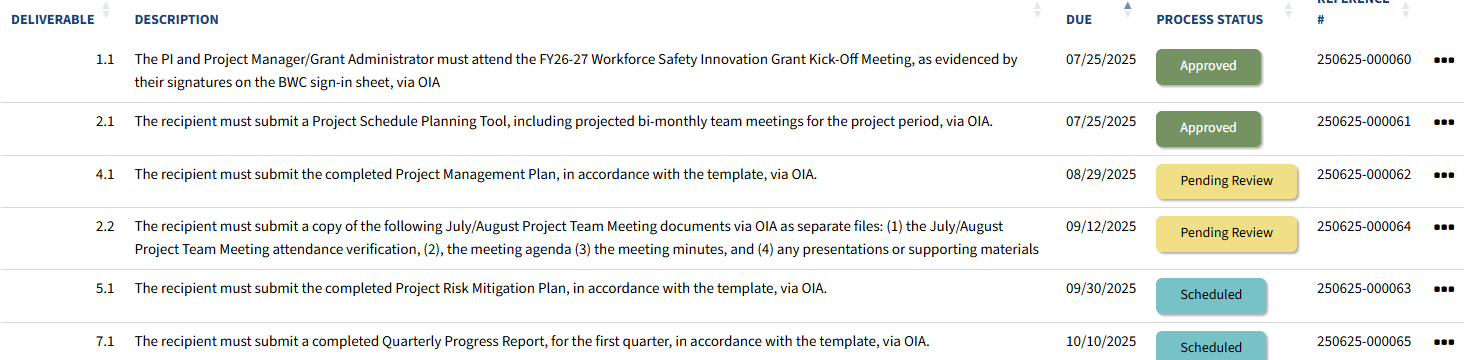 DELIVERABLE DESCRIPTION DUE PROCESS STATUS REFERENCE #
1.1 The PI and Project Manager/Grant Administrator must attend the FY26-27 Workforce Safety Innovation Grant Kick-Off Meeting, as evidenced by 07/25/2025 Approved 250625-000060 •••
their signatures on the BWC sign-in sheet, via OIA
2.1 The recipient must submit a Project Schedule Planning Tool, including projected bi-monthly team meetings for the project period, via OIA. 07/25/2025 Approved 250625-000061 •••
4.1 The recipient must submit the completed Project Management Plan, in accordance with the template, via OIA. 08/29/2025 Pending Review 250625-000062 •••
2.2 The recipient must submit a copy of the following July/August Project Team Meeting documents via OIA as separate files: (1) the July/August 09/12/2025 Pending Review 250625-000064 •••
Project Team Meeting attendance verification, (2), the meeting agenda (3) the meeting minutes, and (4) any presentations or supporting materials
5.1 The recipient must submit the completed Project Risk Mitigation Plan, in accordance with the template, via OIA. 09/30/2025 Scheduled 250625-000063 •••
7.1 The recipient must submit a completed Quarterly Progress Report, for the first quarter, in accordance with the template, via OIA. 10/10/2025 Scheduled 250625-000065 •••